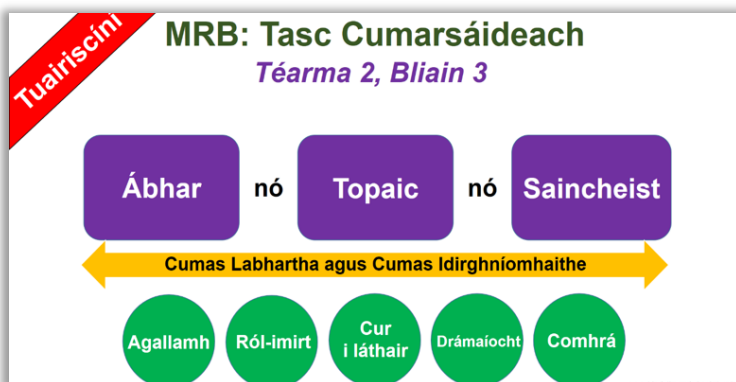 Tuairiscíní
MRB: Tasc Cumarsáideach
Téarma 2, Bliain 3
Ábhar nó Topaic nó Saincheist
Cumas Labhartha agus Cumas Idirghníomhaithe
Agallamh
Ról-imirt
Cur
i láthair
Drámaíocht
Comhrá